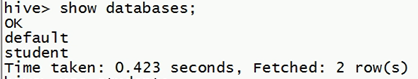 hive> show databases;
OK
default
student
Time taken: 0.423 seconds, Fetched: 2 row(s)